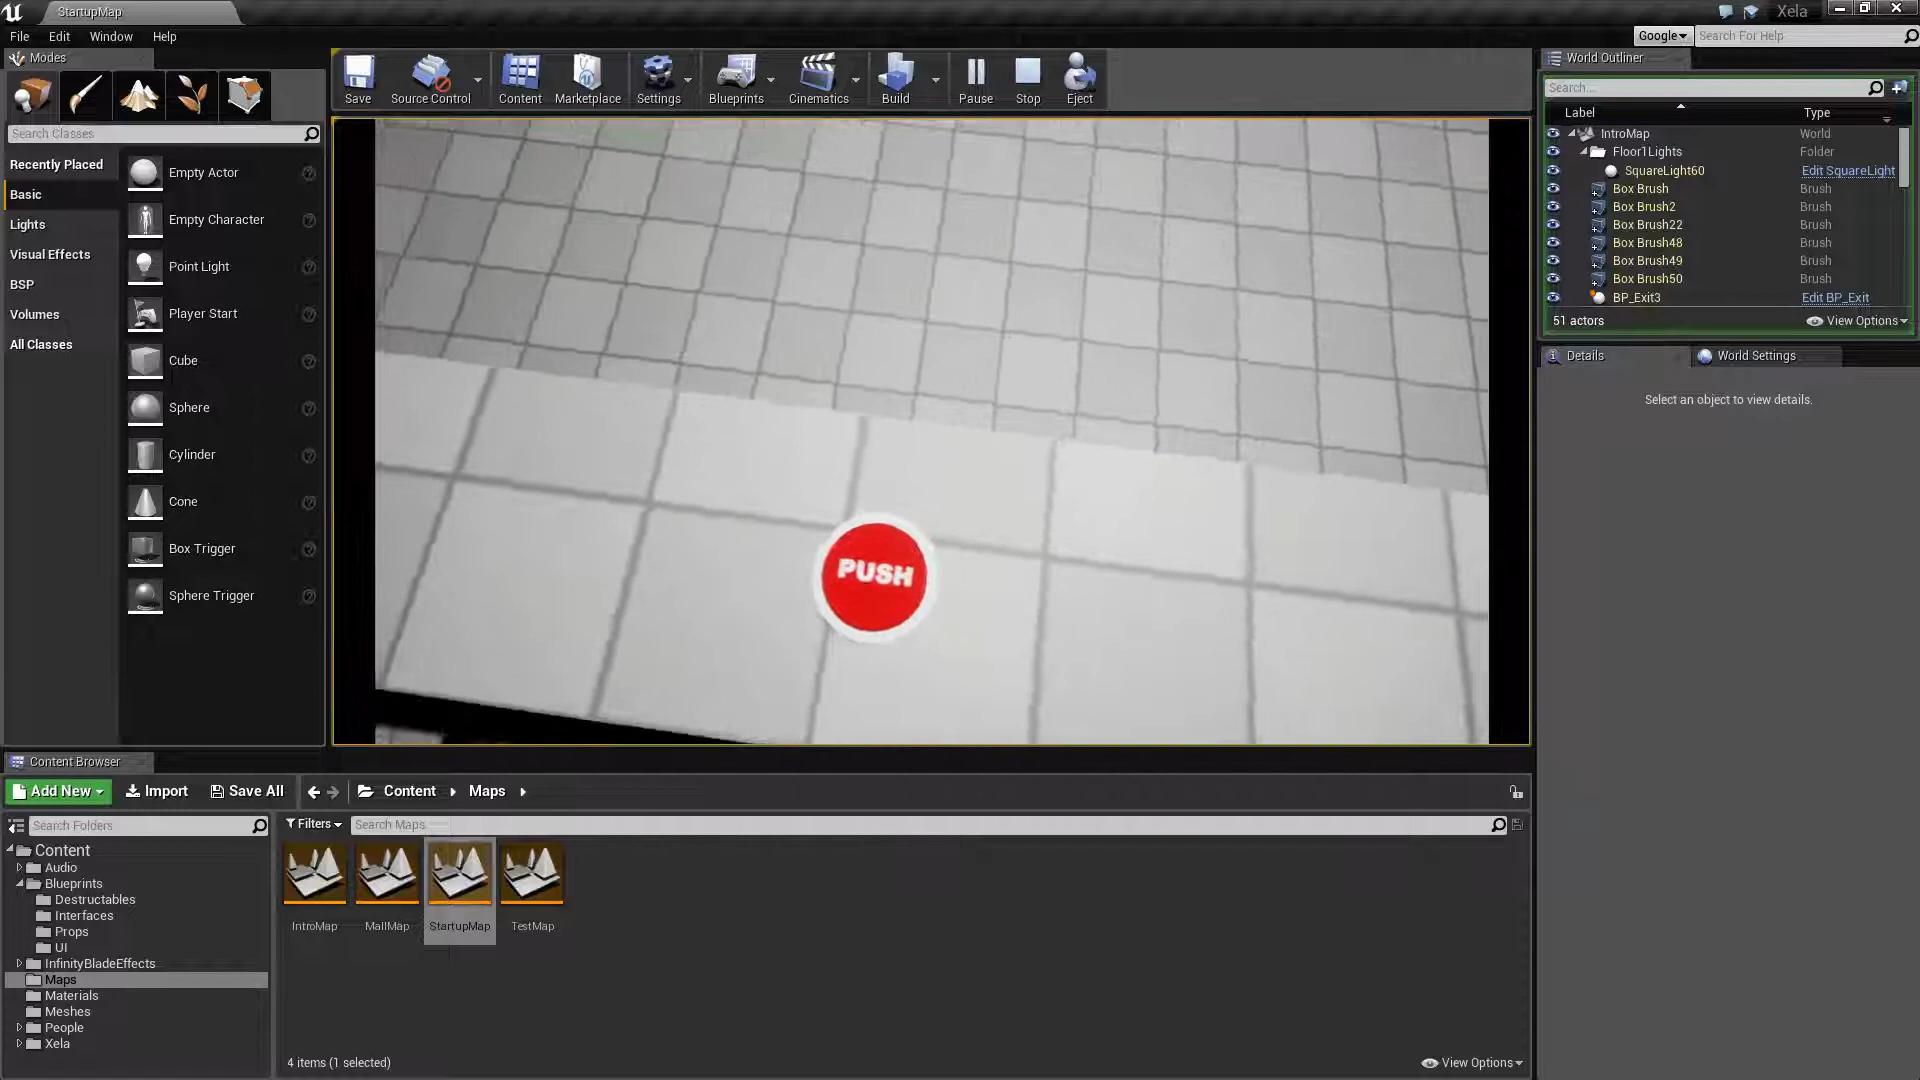 StartupMap
Xela
File Edit Window Help
Google
Search For Help
Modes
Search Classes
Recently Placed
Basic
Lights
Visual Effects
BSP
Volumes
All Classes
Empty Actor
Empty Character
Point Light
Player Start
Cube
Sphere
Cylinder
Cone
Box Trigger
Sphere Trigger
Save
Source Control
Content
Marketplace
Settings
Blueprints
Cinematics
Build
Pause
Stop
Eject
PUSH
World Outliner
Search...
Label Type
IntroMap World
Floor1Lights Folder
SquareLight60 Edit SquareLight
Box Brush Brush
Box Brush2 Brush
Box Brush22 Brush
Box Brush48 Brush
Box Brush49 Brush
Box Brush50 Brush
BP_Exit3 Edit BP_Exit
51 actors
View Options
Details
World Settings
Select an object to view details.
Content Browser
Add New
Import
Save All
Content
Maps
Search Folders
Content
Audio
Blueprints
Destructables
Interfaces
Props
UI
InfinityBladeEffects
Maps
Materials
Meshes
People
Xela
Filters
Search Maps
IntroMap
MallMap
StartupMap
TestMap
4 items (1 selected)
View Options